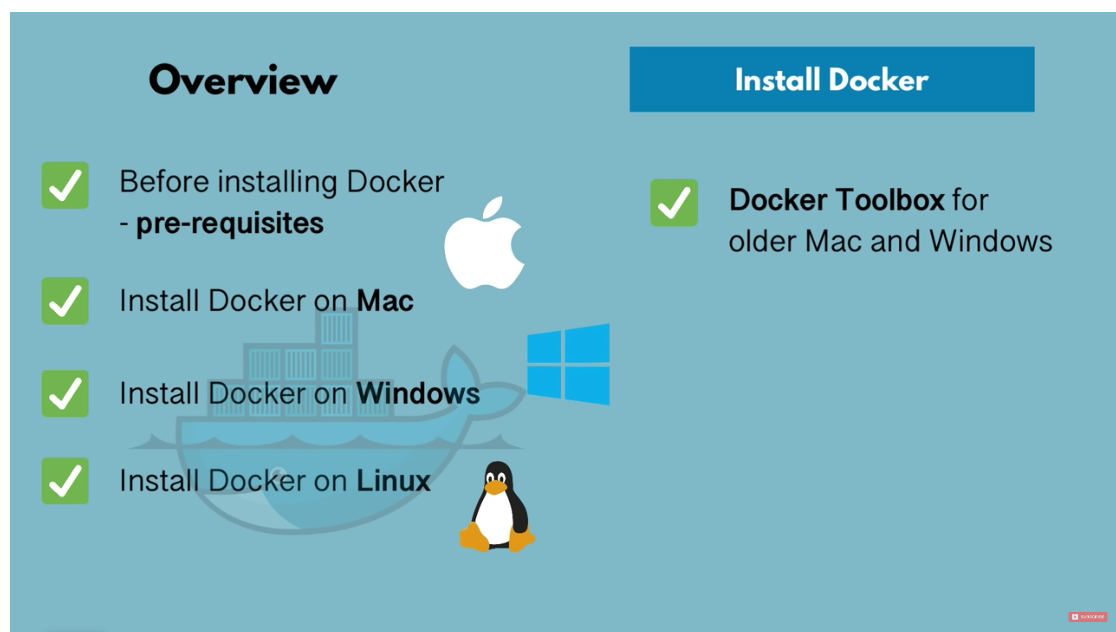 Overview
Install Docker
Before installing Docker
- pre-requisites
Install Docker on Mac
Install Docker on Windows
Install Docker on Linux
Docker Toolbox for
older Mac and Windows
SUBSCRIBE